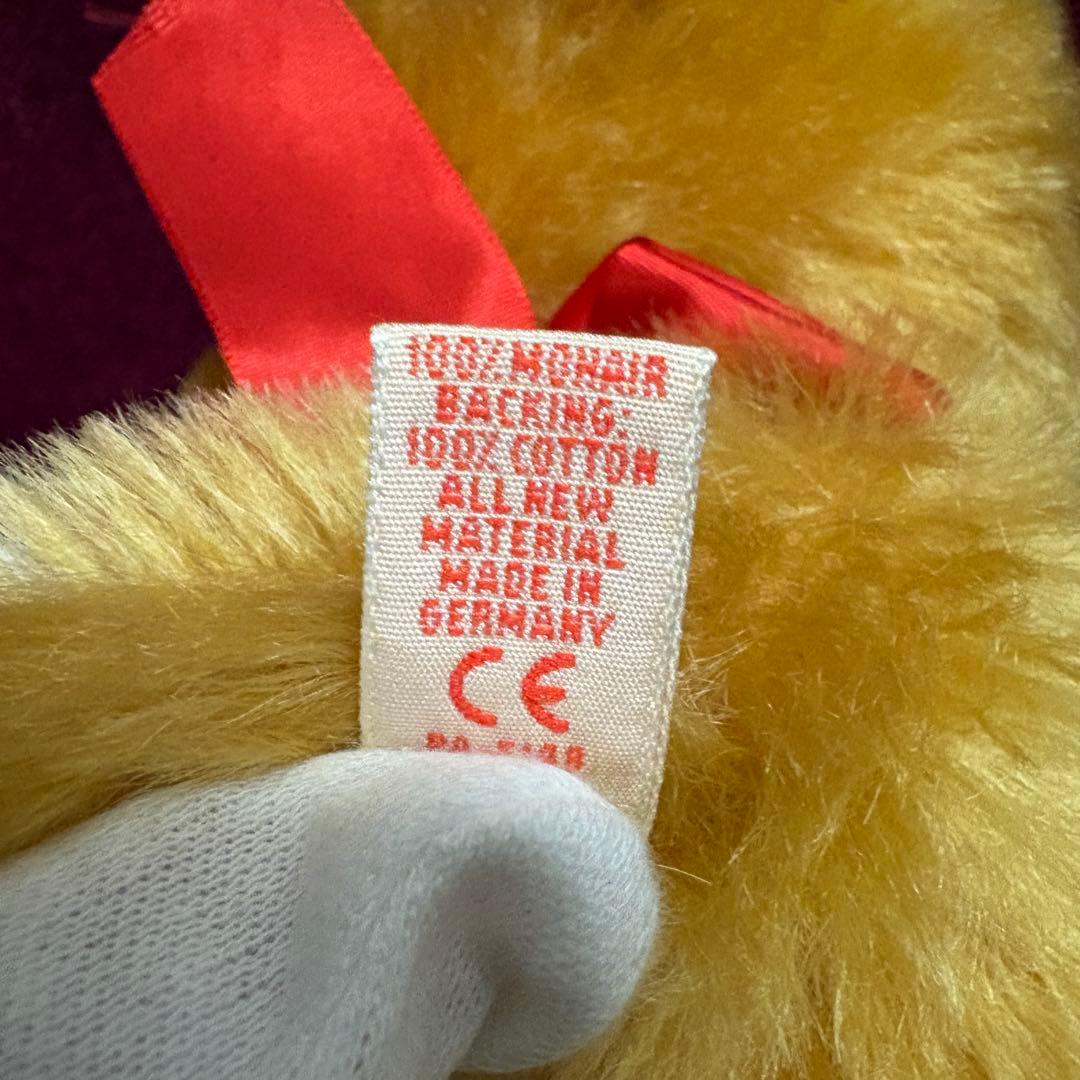 100% MOHAIR
BACKING:
100% COTTON
ALL NEW
MATERIAL
MADE IN
GERMANY
CE